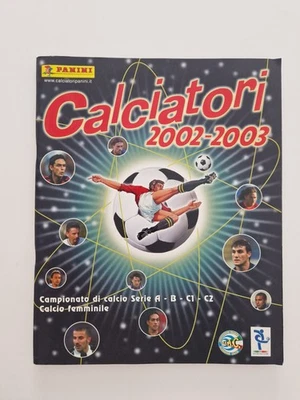 PANINI
www.calciatoripanini.it
Calciatori
2002-2003
Campionato di calcio Serie A - B - C1 - C2
Calcio femminile